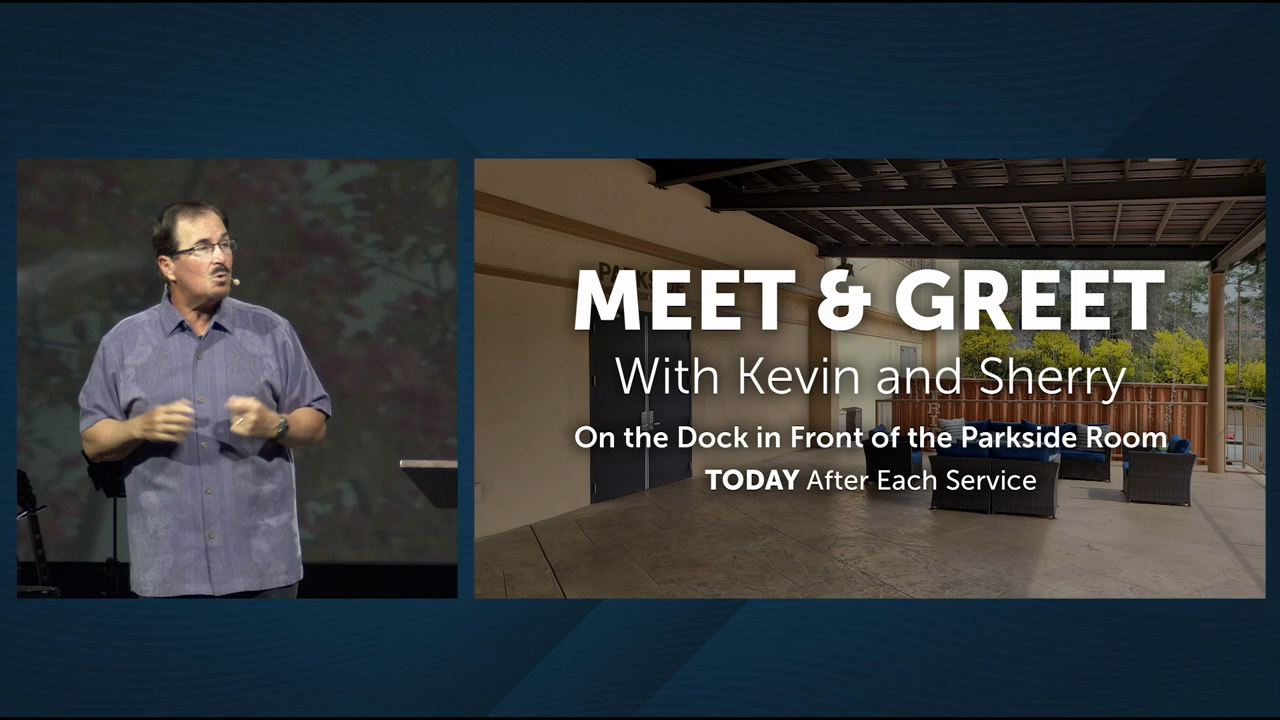 MEET & GREET
With Kevin and Sherry
On the Dock in Front of the Parkside Room
TODAY After Each Service